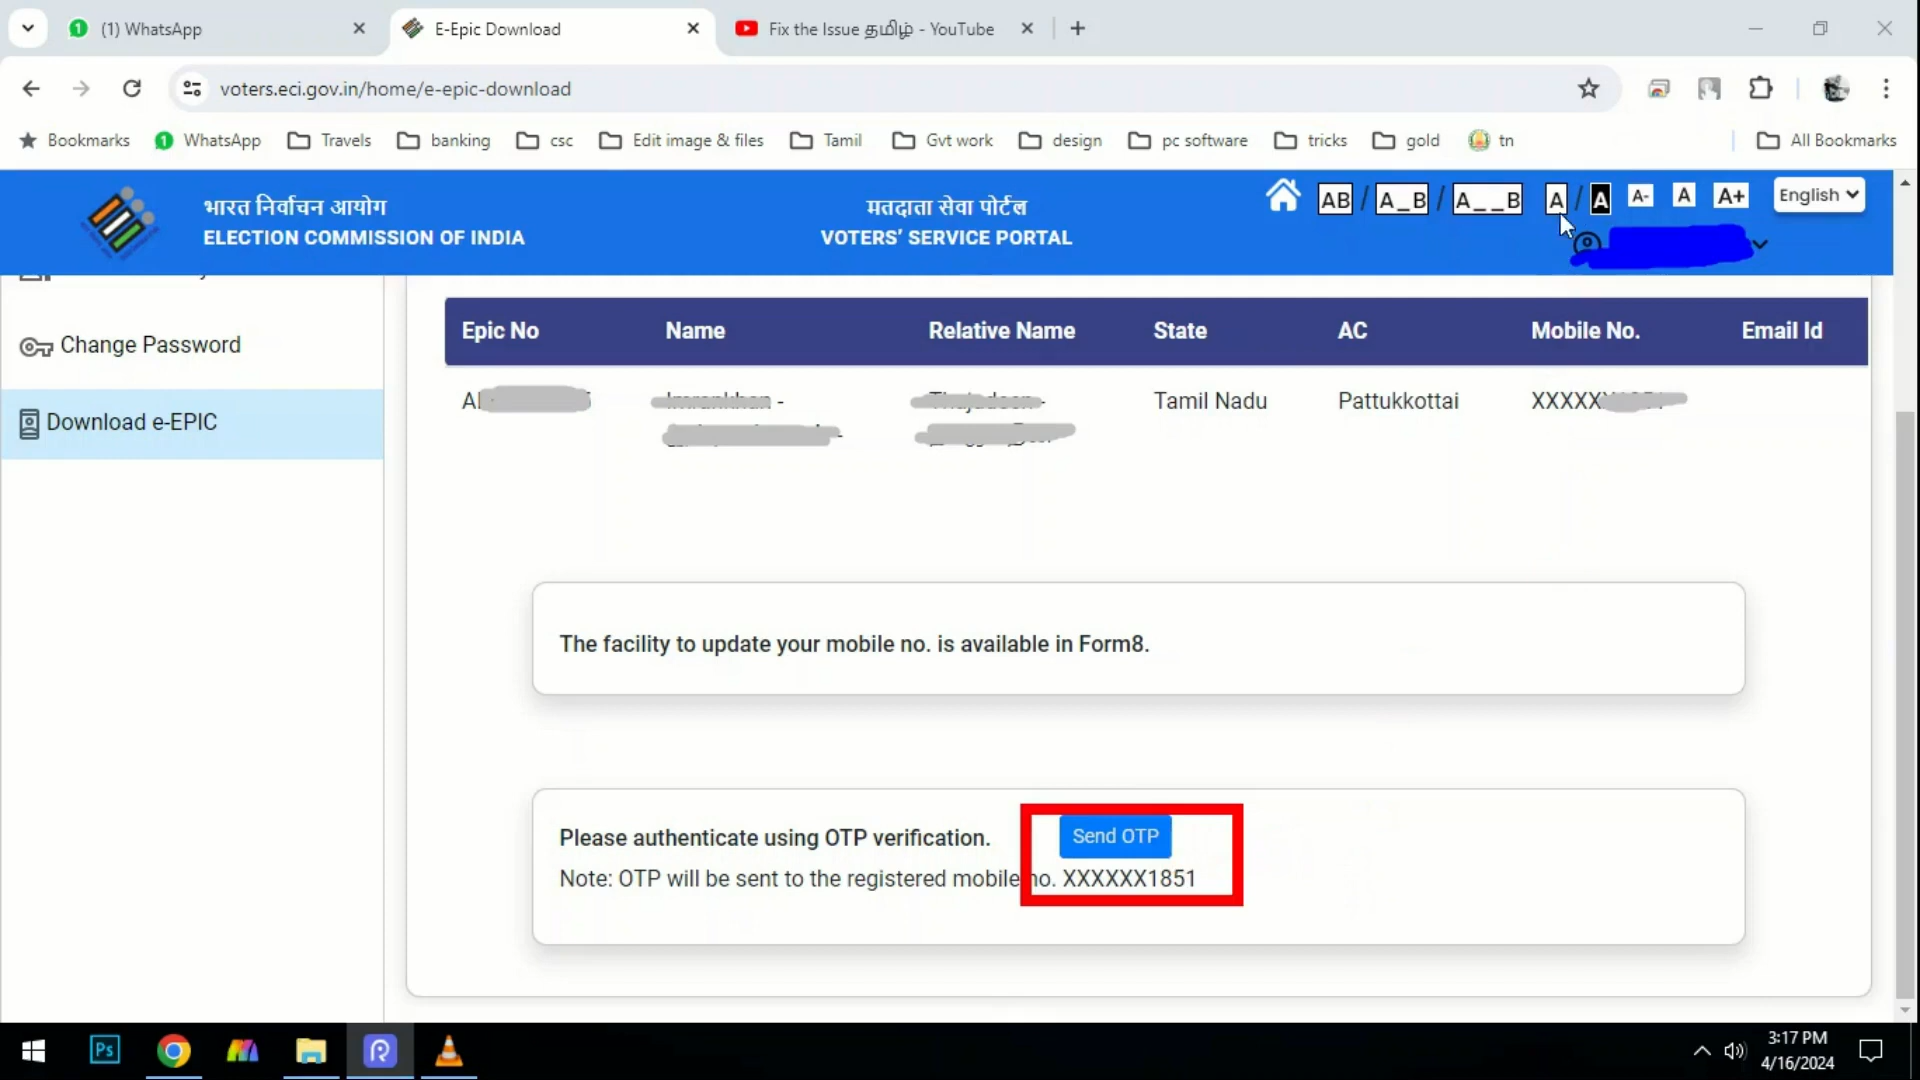 (1) WhatsApp
E-Epic Download
Fix the Issue தமிழ் - YouTube
voters.eci.gov.in/home/e-epic-download
Bookmarks WhatsApp Travels banking csc Edit image & files Tamil Gvt work design pc software tricks gold tn All Bookmarks
भारत निर्वाचन आयोग
ELECTION COMMISSION OF INDIA
मतदाता सेवा पोर्टल
VOTERS' SERVICE PORTAL
AB / A_B / A__B A / A A- A A+ English
Change Password
Download e-EPIC
Epic No Name Relative Name State AC Mobile No. Email Id
Tamil Nadu Pattukkottai XXXXX
The facility to update your mobile no. is available in Form8.
Please authenticate using OTP verification. Send OTP
Note: OTP will be sent to the registered mobile no. XXXXXX1851
Ps
3:17 PM
4/16/2024